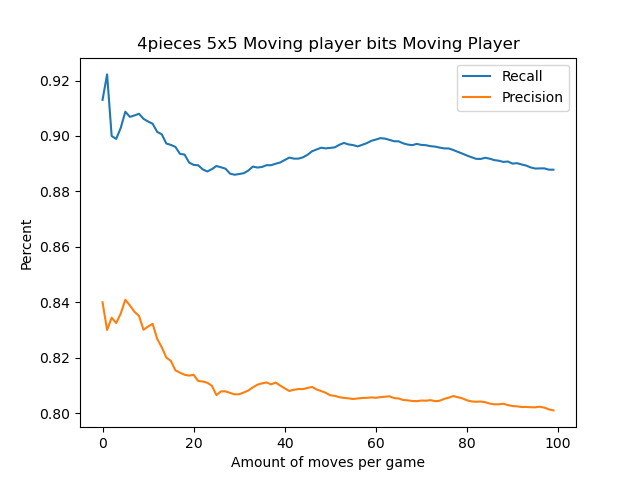 4pieces 5x5 Moving player bits Moving Player
Recall
Precision
0.92
0.90
0.88
0.86
0.84
0.82
0.80
Percent
0 20 40 60 80 100
Amount of moves per game